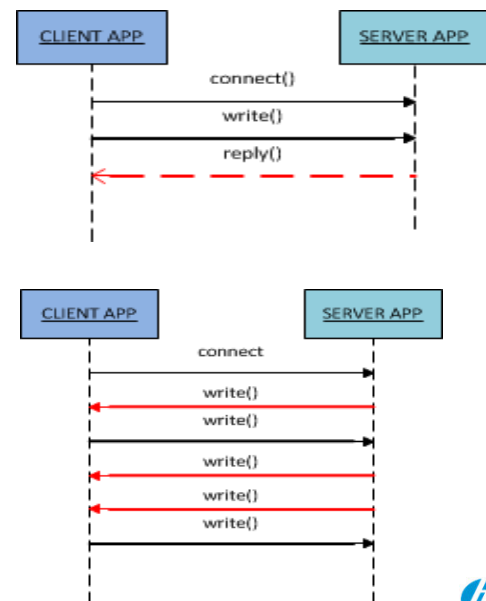 CLIENT APP
SERVER APP
connect()
write()
reply()
CLIENT APP
SERVER APP
connect
write()
write()
write()
write()
write()